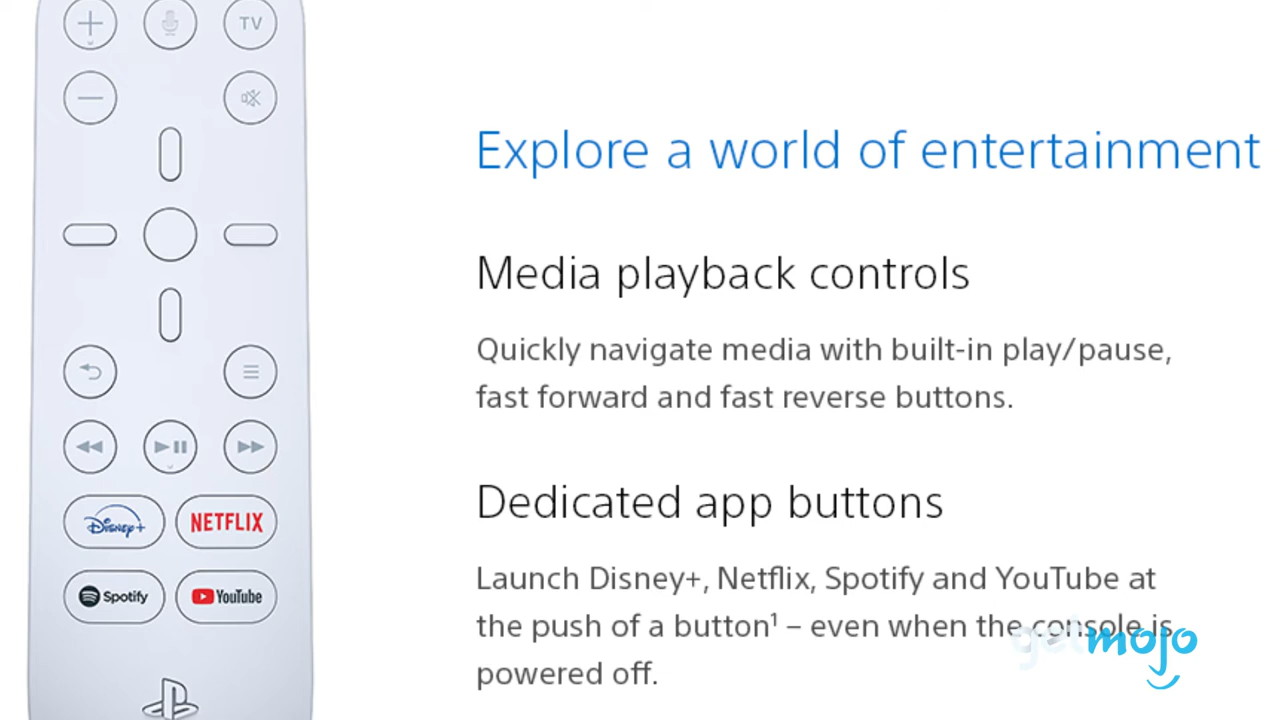 TV
Explore a world of entertainment
Media playback controls
Quickly navigate media with built-in play/pause,
fast forward and fast reverse buttons.
Disney+ NETFLIX
Dedicated app buttons
Spotify YouTube
Launch Disney+, Netflix, Spotify and YouTube at
the push of a button¹ – even when the console is
powered off.
getmojo